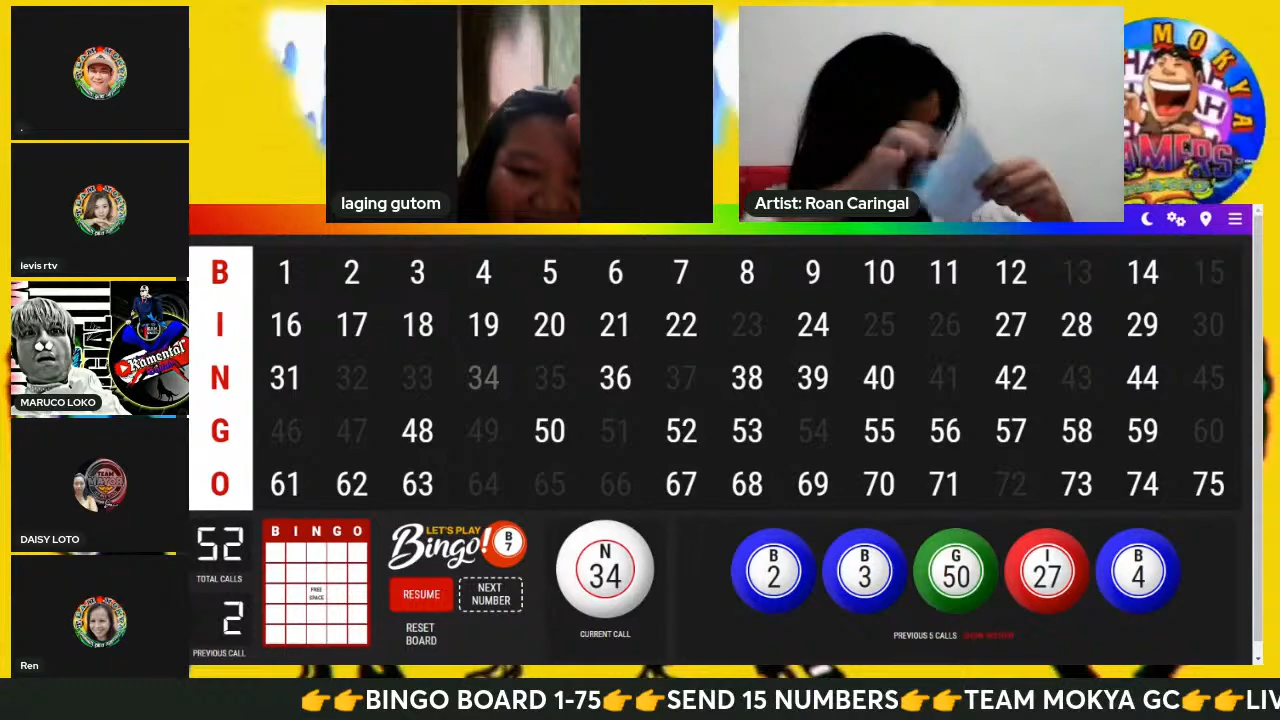 .
levis rtv
MARUCO LOKO
Kamental
DAISY LOTO
Ren
laging gutom
Artist: Roan Caringal
MOKYA
GAMERS
B 1 2 3 4 5 6 7 8 9 10 11 12 13 14 15
I 16 17 18 19 20 21 22 23 24 25 26 27 28 29 30
N 31 32 33 34 35 36 37 38 39 40 41 42 43 44 45
G 46 47 48 49 50 51 52 53 54 55 56 57 58 59 60
O 61 62 63 64 65 66 67 68 69 70 71 72 73 74 75
52
TOTAL CALLS
2
PREVIOUS CALL
B I N G O
FREE
SPACE
LET'S PLAY
Bingo!
B
7
RESUME
NEXT
NUMBER
RESET
BOARD
N
34
CURRENT CALL
B
2
B
3
G
50
I
27
B
4
PREVIOUS 5 CALLS
👉👉BINGO BOARD 1-75👉👉SEND 15 NUMBERS👉👉TEAM MOKYA GC👉👉LIV